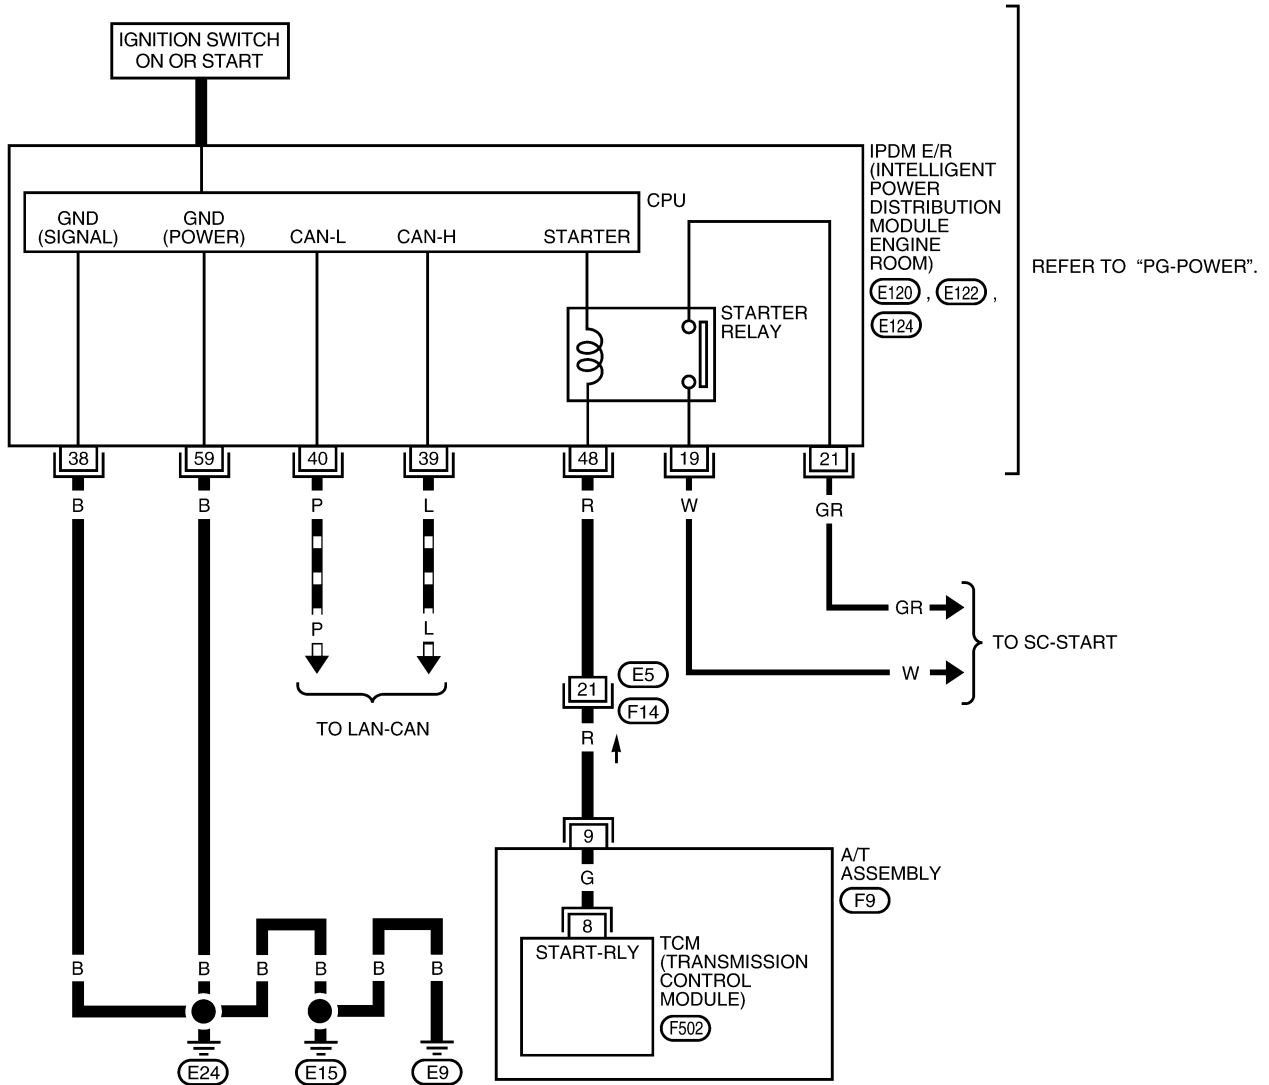 IGNITION SWITCH
ON OR START
IPDM E/R
(INTELLIGENT
POWER
DISTRIBUTION
MODULE
ENGINE
ROOM)
E120 , E122 ,
E124
REFER TO “PG-POWER”.
CPU
GND
(SIGNAL)
GND
(POWER)
CAN-L
CAN-H
STARTER
STARTER
RELAY
38
59
40
39
48
19
21
B
B
P
L
R
W
GR
P
L
GR
W
TO SC-START
TO LAN-CAN
21
E5
F14
R
9
A/T
ASSEMBLY
F9
G
8
START-RLY
TCM
(TRANSMISSION
CONTROL
MODULE)
F502
B
B
B
B
B
B
E24
E15
E9